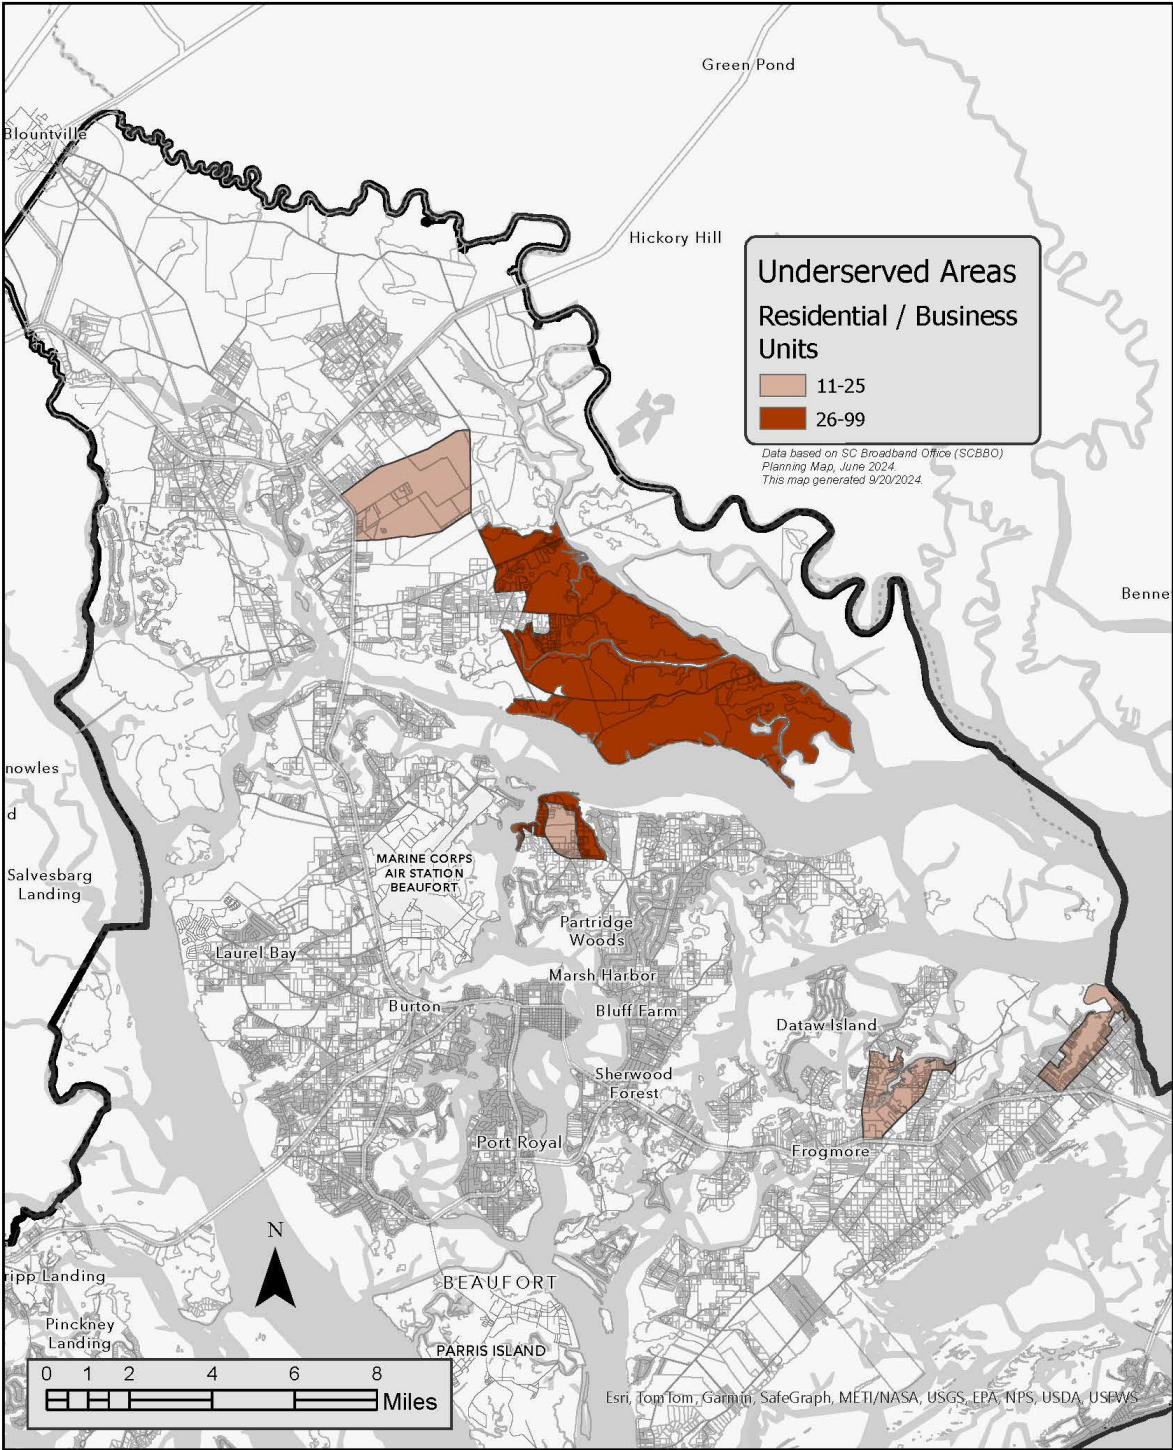 Green Pond
Blountville
Hickory Hill
Underserved Areas
Residential / Business
Units
11-25
26-99
Data based on SC Broadband Office (SCBBO)
Planning Map, June 2024.
This map generated 9/20/2024.
Benne
nowles
d
MARINE CORPS
AIR STATION
BEAUFORT
Salvesbarg
Landing
Partridge
Woods
Laurel Bay
Marsh Harbor
Burton
Bluff Farm
Dataw Island
Sherwood
Forest
Port Royal
Frogmore
N
ripp Landing
BEAUFORT
Pinckney
Landing
PARRIS ISLAND
0 1 2 4 6 8
Miles
Esri, TomTom, Garmin, SafeGraph, METI/NASA, USGS, EPA, NPS, USDA, USFWS